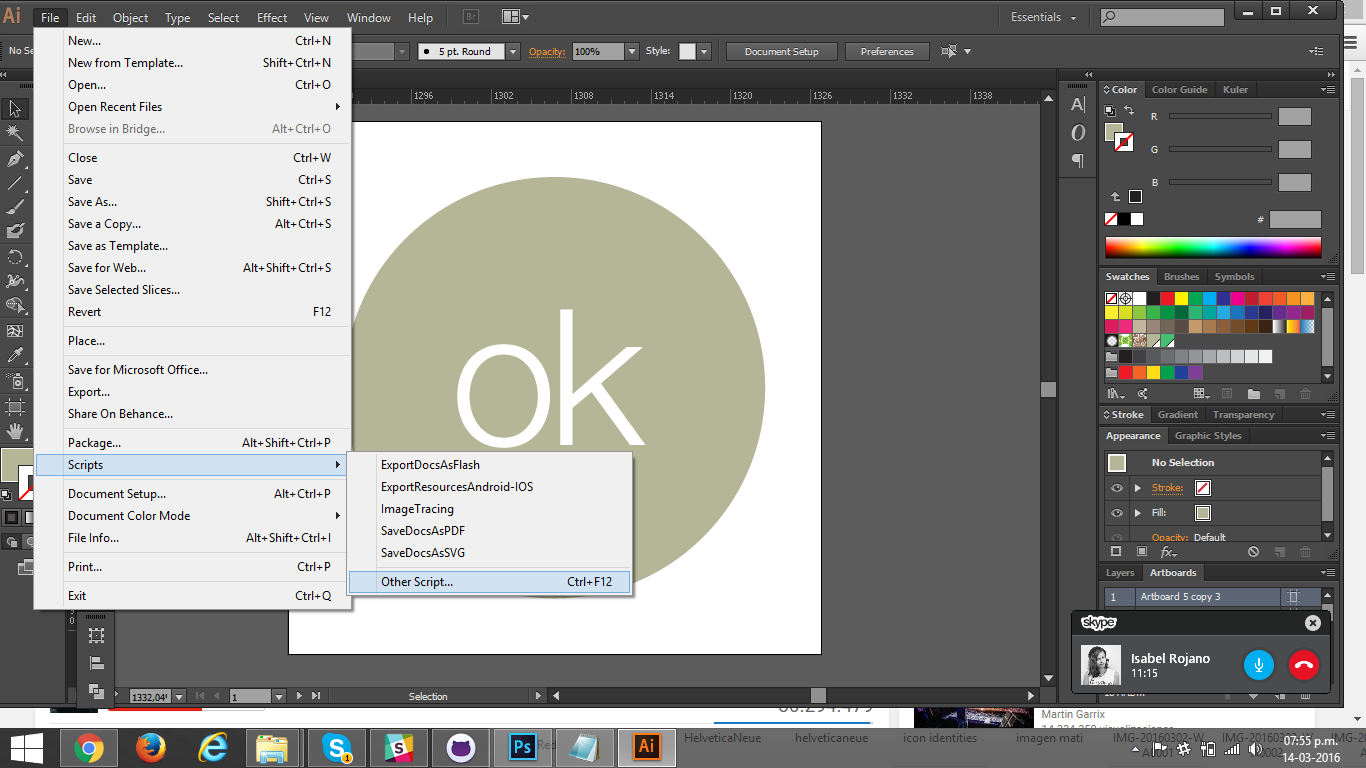 Ai File Edit Object Type Select Effect View Window Help Br Essentials
No Se 5 pt. Round Opacity: 100% Style: Document Setup Preferences
New... Ctrl+N
New from Template... Shift+Ctrl+N
Open... Ctrl+O
Open Recent Files
Browse in Bridge... Alt+Ctrl+O
Close Ctrl+W
Save Ctrl+S
Save As... Shift+Ctrl+S
Save a Copy... Alt+Ctrl+S
Save as Template...
Save for Web... Alt+Shift+Ctrl+S
Save Selected Slices...
Revert F12
Place...
Save for Microsoft Office...
Export...
Share On Behance...
Package... Alt+Shift+Ctrl+P
Scripts
Document Setup... Alt+Ctrl+P
Document Color Mode
File Info... Alt+Shift+Ctrl+I
Print... Ctrl+P
Exit Ctrl+Q
ExportDocsAsFlash
ExportResourcesAndroid-IOS
ImageTracing
SaveDocsAsPDF
SaveDocsAsSVG
Other Script... Ctrl+F12
1296 1302 1308 1314 1320 1326 1332 1338
ok
Color Color Guide Kuler
R
G
B
#
Swatches Brushes Symbols
Stroke Gradient Transparency
Appearance Graphic Styles
No Selection
Stroke:
Fill:
Opacity: Default
fx
Layers Artboards
1 Artboard 5 copy 3
skype
Isabel Rojano
11:15
1332,04% 1 Selection
Martin Garrix
HelveticaNeue helveticaneue icon identities imagen mati IMG-20160302-W
Ps Ai
07:55 p.m.
14-03-2016